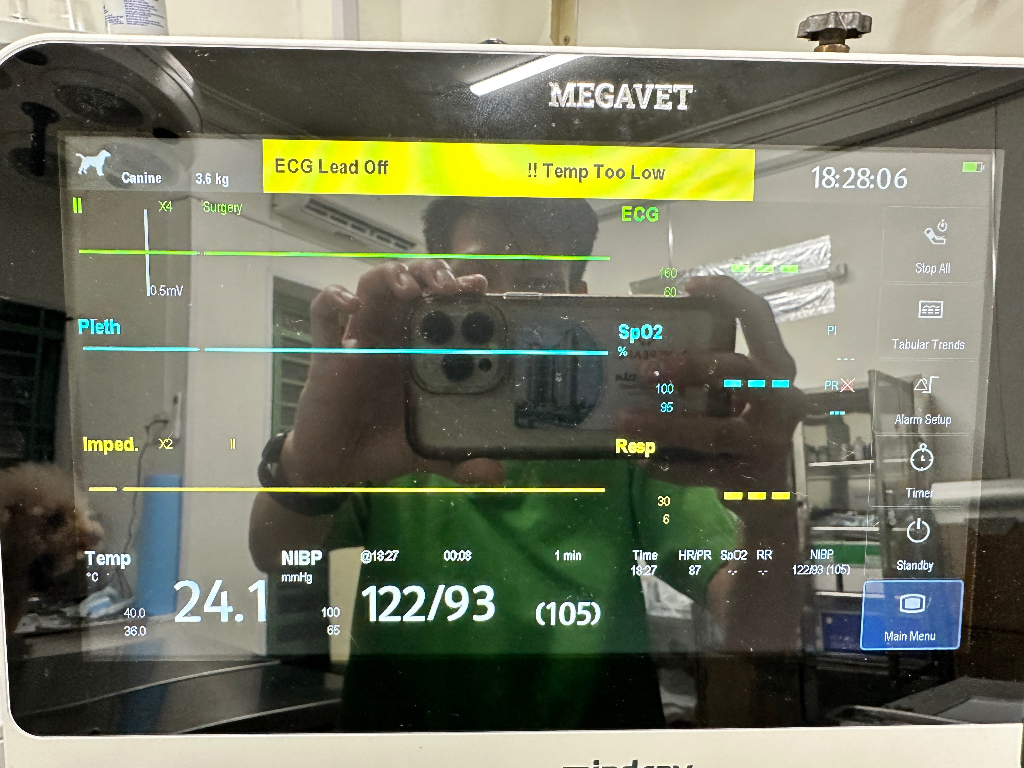 MEGAVET
Canine 3.6 kg
ECG Lead Off !! Temp Too Low
18:28:06
II X4 Surgery ECG
160
60
0.5mV
Stop All
Pleth SpO2 PI
%
---
Tabular Trends
100
95
PR
---
Alarm Setup
Imped. X2 II Resp
30
6
Timer
Standby
Temp NIBP @18:27 00:08 1 min Time HR/PR SpO2 RR NIBP
°C mmHg 18:27 87 -.- -.- 122/93 (105)
24.1 122/93 (105)
40.0
36.0
100
65
Main Menu
mindray